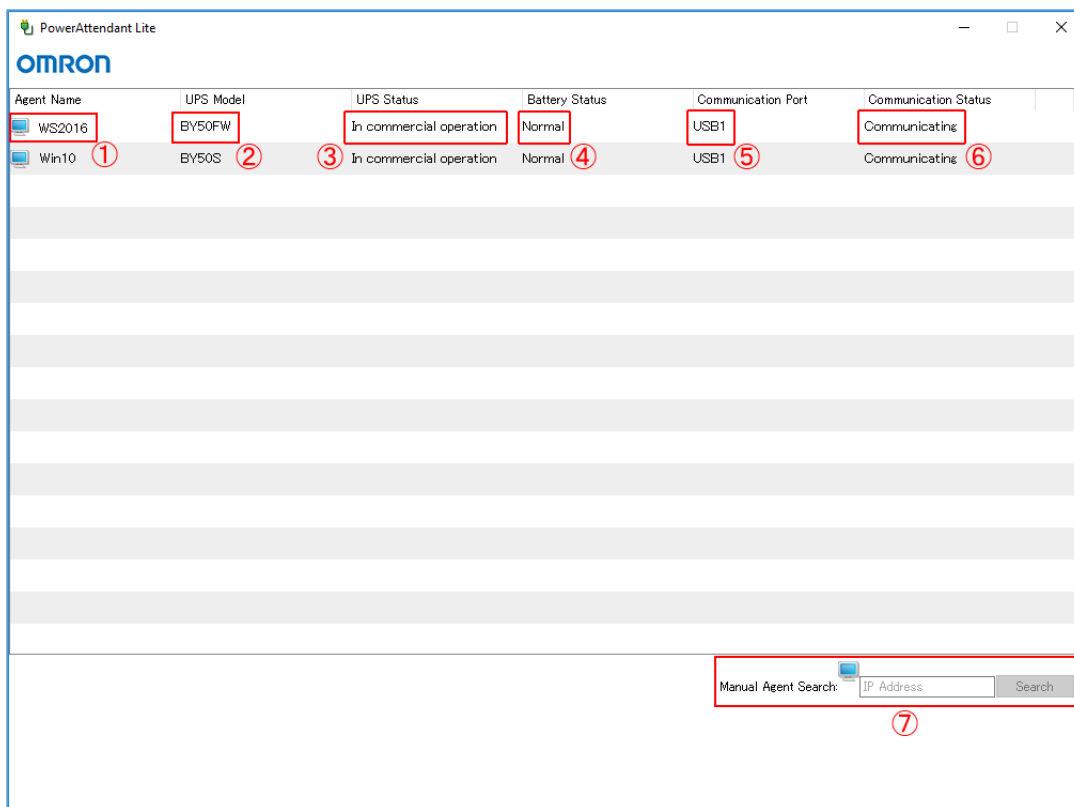 PowerAttendant Lite
OMRON
Agent Name UPS Model UPS Status Battery Status Communication Port Communication Status
WS2016 BY50FW In commercial operation Normal USB1 Communicating
Win10 ① BY50S ② ③ In commercial operation Normal ④ USB1 ⑤ Communicating ⑥
Manual Agent Search: IP Address Search
⑦